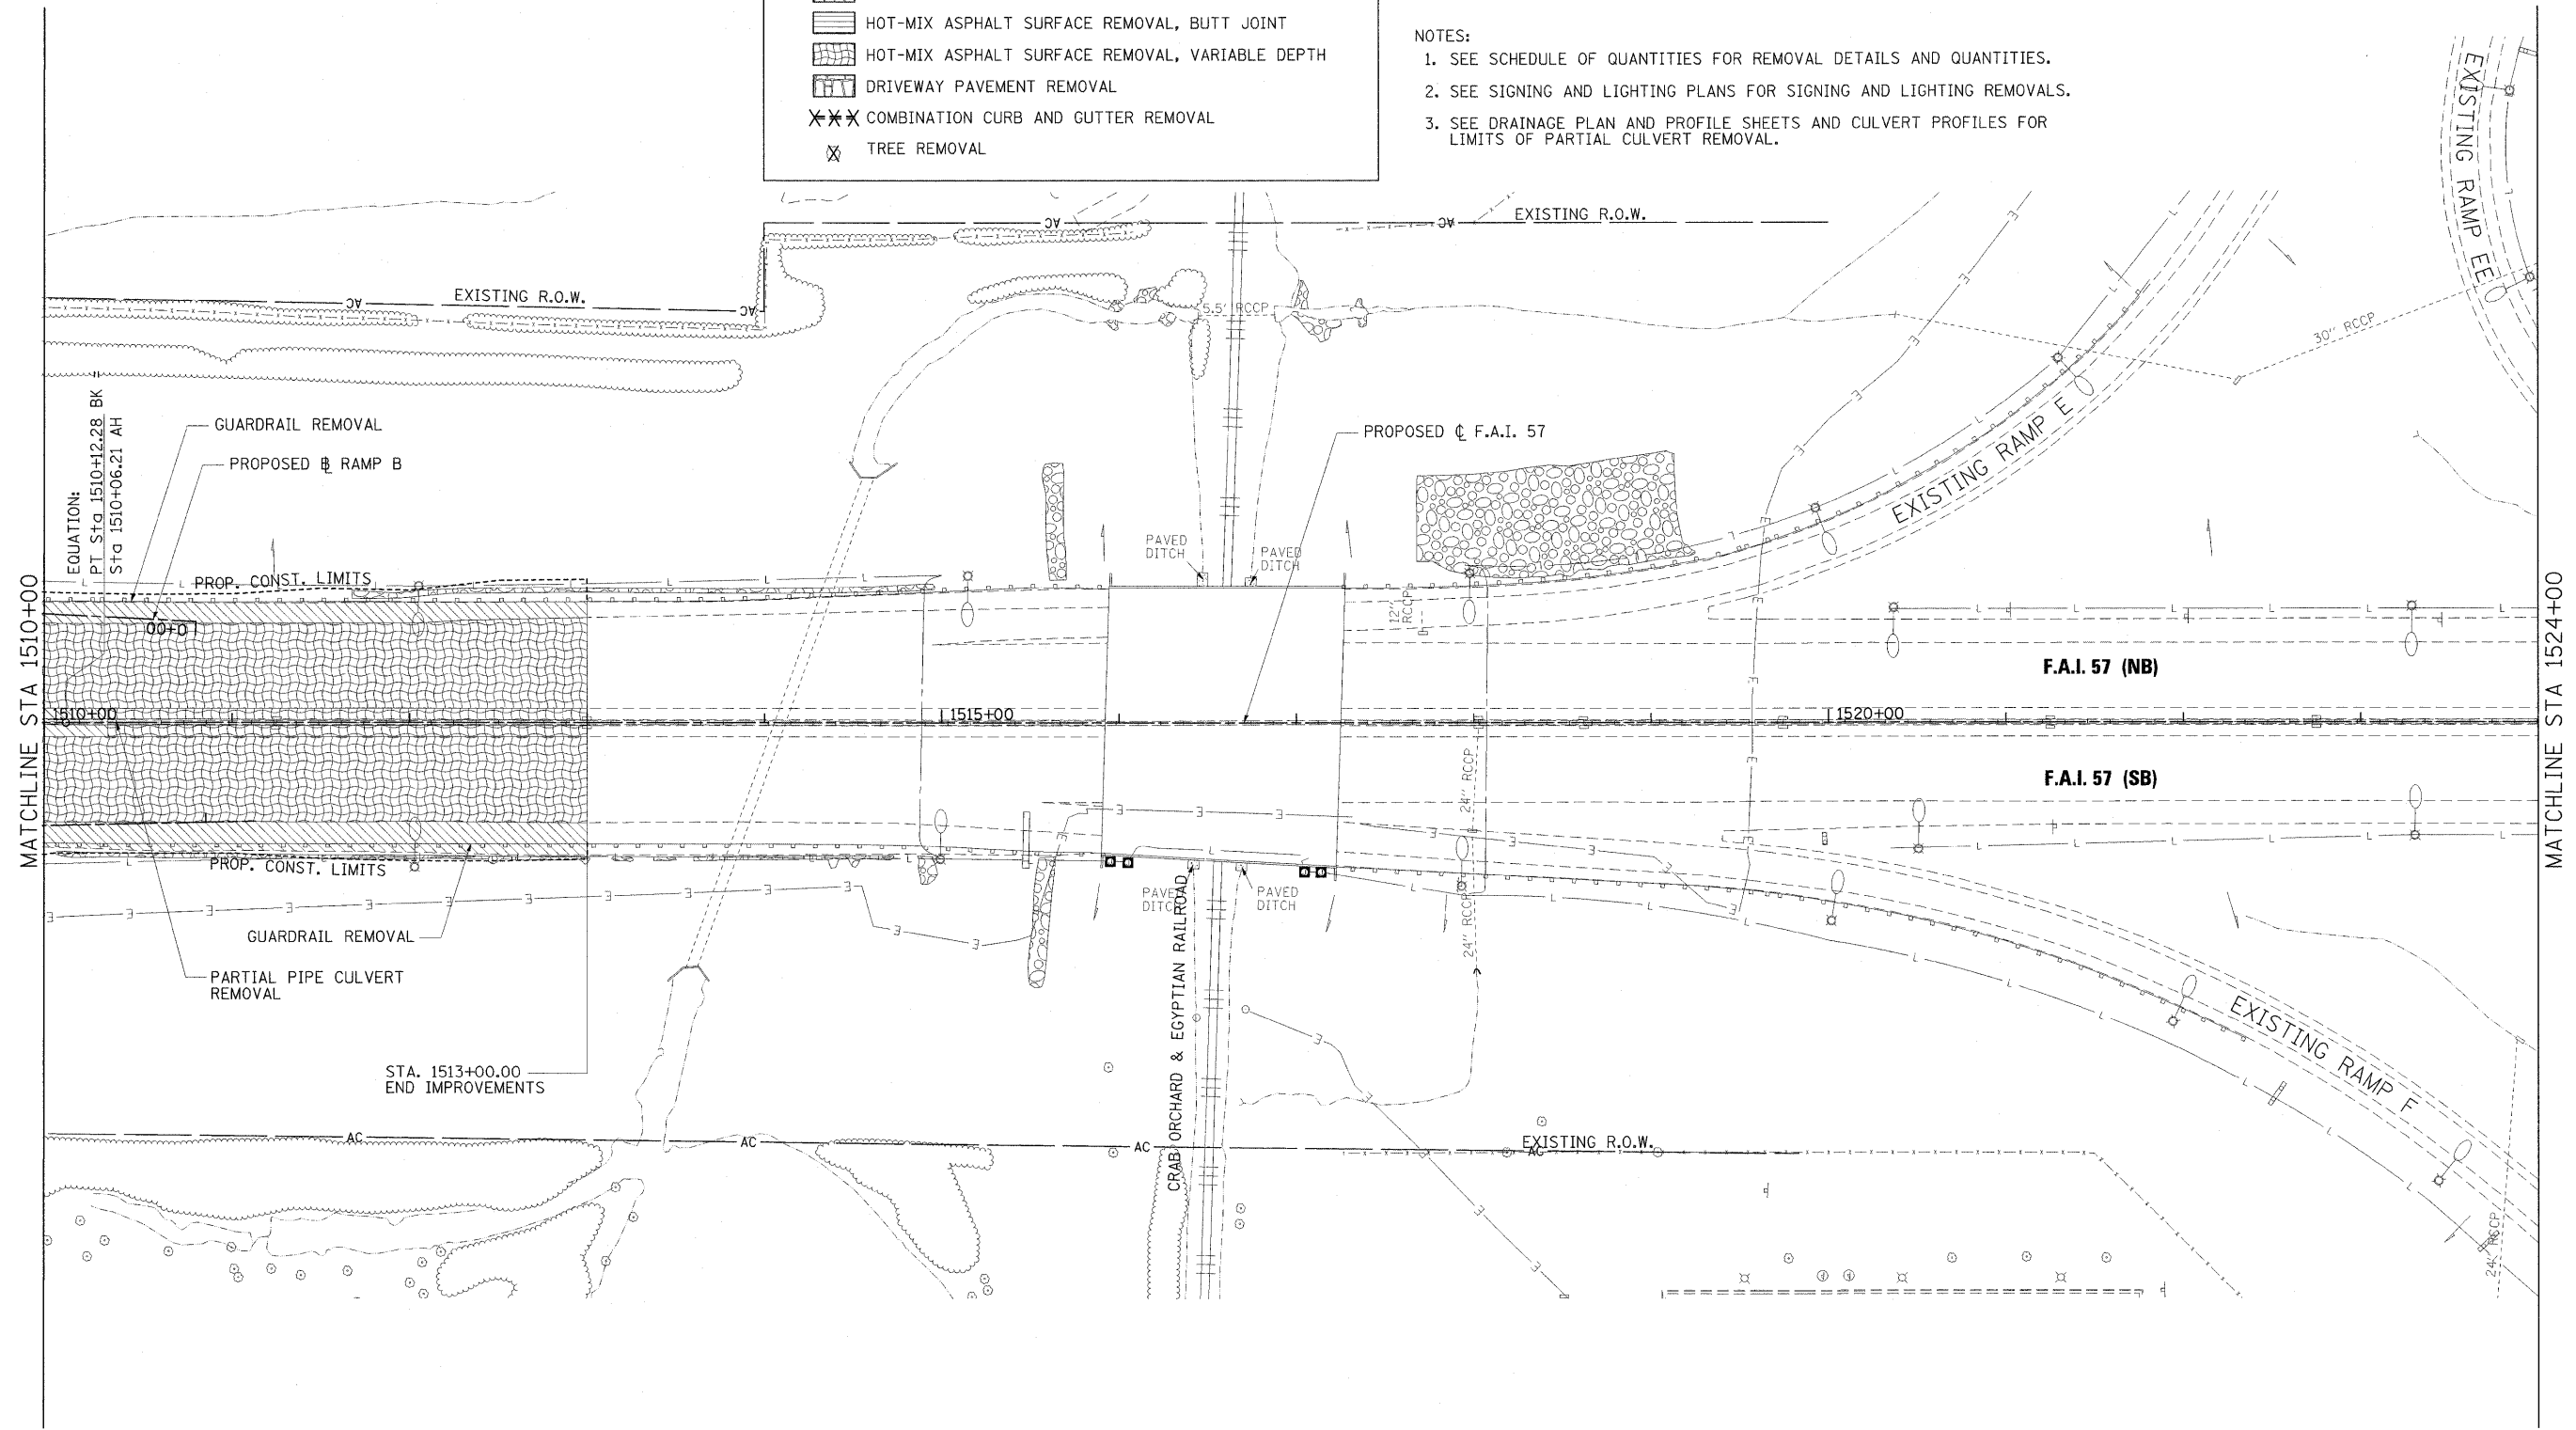 HOT-MIX ASPHALT SURFACE REMOVAL, BUTT JOINT
HOT-MIX ASPHALT SURFACE REMOVAL, VARIABLE DEPTH
DRIVEWAY PAVEMENT REMOVAL
COMBINATION CURB AND GUTTER REMOVAL
TREE REMOVAL
NOTES:
1. SEE SCHEDULE OF QUANTITIES FOR REMOVAL DETAILS AND QUANTITIES.
2. SEE SIGNING AND LIGHTING PLANS FOR SIGNING AND LIGHTING REMOVALS.
3. SEE DRAINAGE PLAN AND PROFILE SHEETS AND CULVERT PROFILES FOR
LIMITS OF PARTIAL CULVERT REMOVAL.
EXISTING RAMP EE
AC
AC
EXISTING R.O.W.
AC
EXISTING R.O.W.
AC
5.5' RCCP
30" RCCP
EQUATION:
PT Sta 1510+12.28 BK
Sta 1510+06.21 AH
=
GUARDRAIL REMOVAL
PROPOSED ℄ F.A.I. 57
PROPOSED B RAMP B
EXISTING RAMP E
PAVED
DITCH
PAVED
DITCH
PROP. CONST. LIMITS
12"
RCCP
0+00
MATCHLINE STA 1510+00
MATCHLINE STA 1524+00
F.A.I. 57 (NB)
1510+00
1515+00
1520+00
F.A.I. 57 (SB)
24" RCCP
PROP. CONST. LIMITS
PAVED
DITCH
PAVED
DITCH
24" RCCP
GUARDRAIL REMOVAL
PARTIAL PIPE CULVERT
REMOVAL
CRAB ORCHARD & EGYPTIAN RAILROAD
EXISTING RAMP F
STA. 1513+00.00
END IMPROVEMENTS
AC
AC
AC
EXISTING R.O.W.
AC
24" RCCP